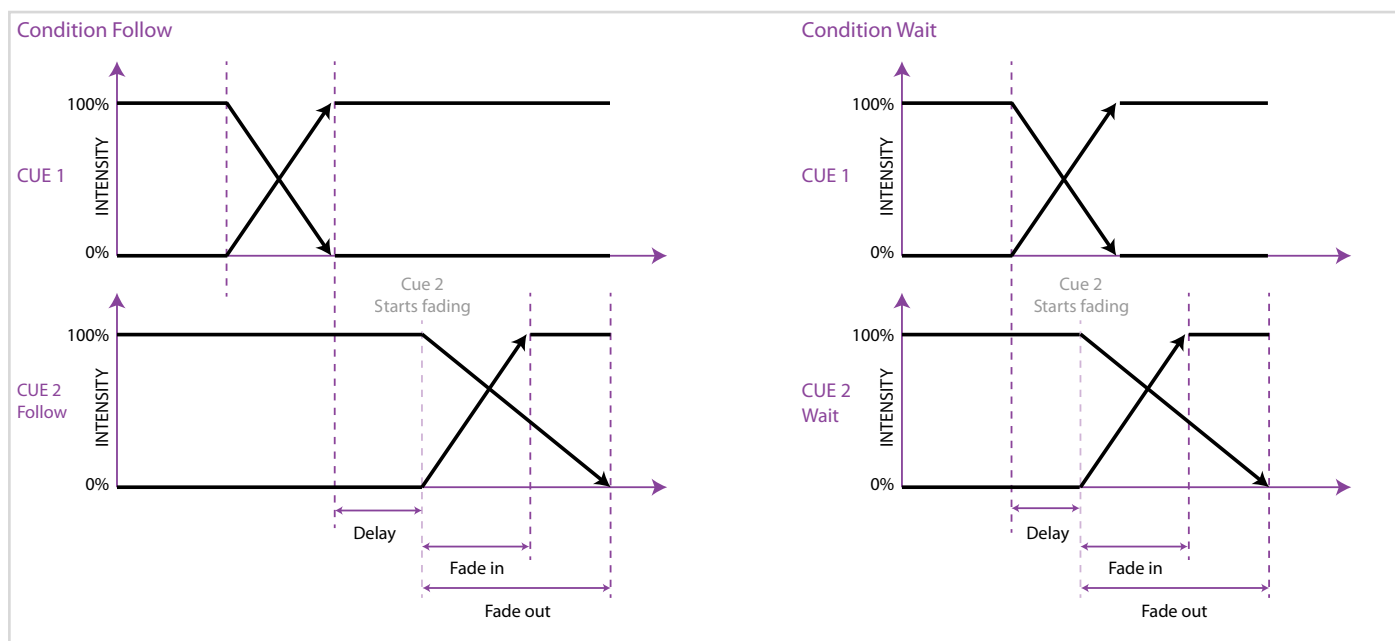 Condition Follow
100%
INTENSITY
CUE 1
0%
Cue 2
Starts fading
100%
INTENSITY
CUE 2
Follow
0%
Delay
Fade in
Fade out
Condition Wait
100%
INTENSITY
CUE 1
0%
Cue 2
Starts fading
100%
INTENSITY
CUE 2
Wait
0%
Delay
Fade in
Fade out